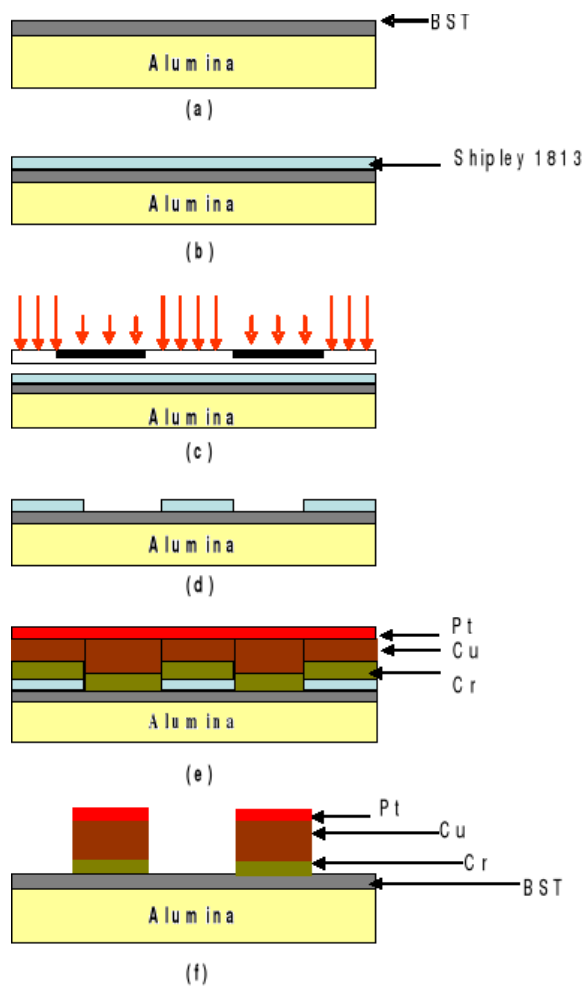 BST
Alumina
(a)
Shipley 1813
Alumina
(b)
Alumina
(c)
Alumina
(d)
Pt
Cu
Cr
Alumina
(e)
Pt
Cu
Cr
BST
Alumina
(f)